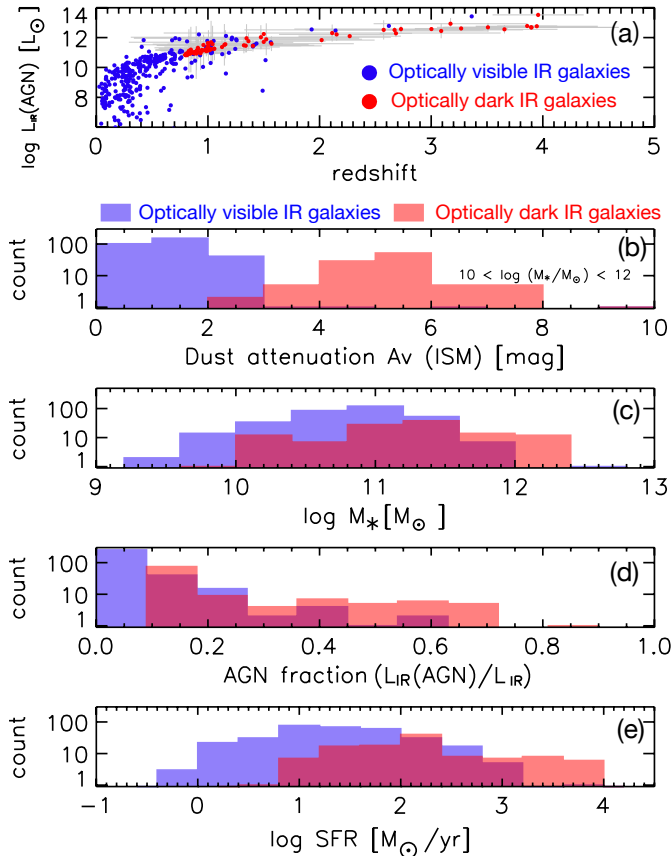 14
12
10
8
log L_IR(AGN) [L⊙]
(a)
Optically visible IR galaxies
Optically dark IR galaxies
0 1 2 3 4 5
redshift
Optically visible IR galaxies Optically dark IR galaxies
100
10
1
count
(b)
10 < log (M*/M⊙) < 12
0 2 4 6 8 10
Dust attenuation Av (ISM) [mag]
100
10
1
count
(c)
9 10 11 12 13
log M*[M⊙]
100
10
1
count
(d)
0.0 0.2 0.4 0.6 0.8 1.0
AGN fraction (L_IR(AGN)/L_IR)
100
10
1
count
(e)
−1 0 1 2 3 4
log SFR [M⊙/yr]